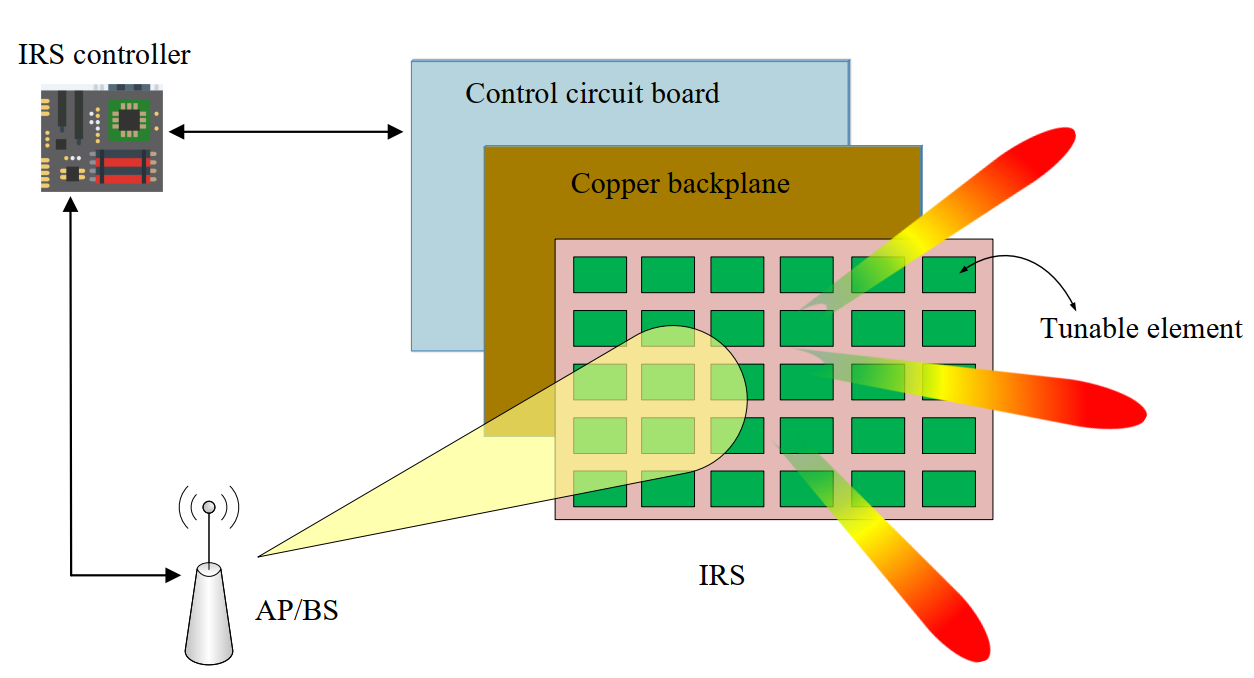 IRS controller
Control circuit board
Copper backplane
Tunable element
IRS
AP/BS